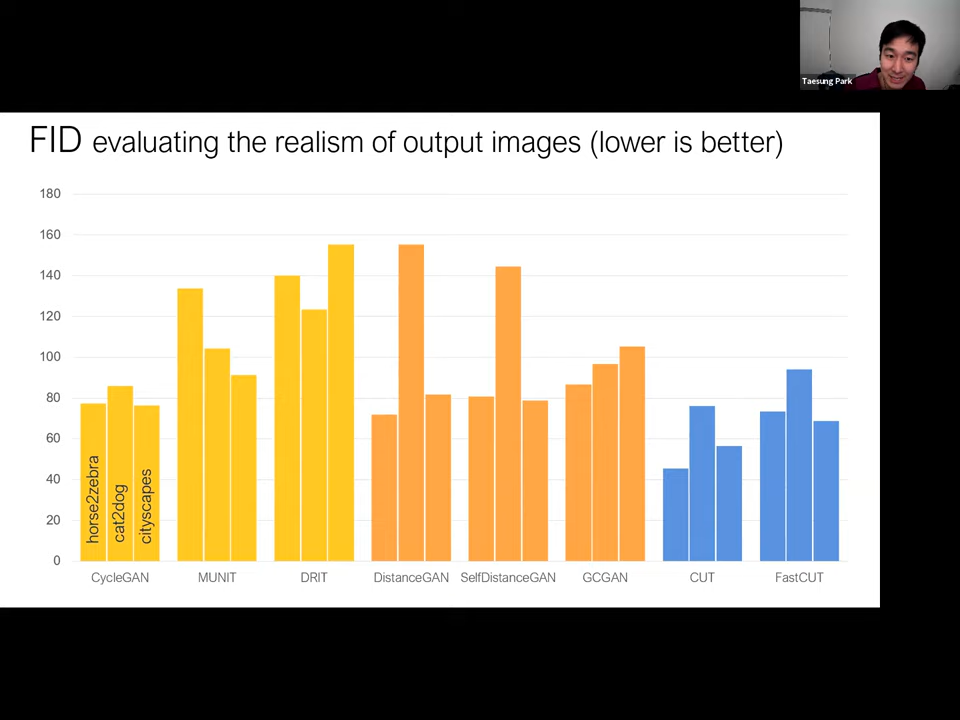 Taesung Park
FID evaluating the realism of output images (lower is better)
180
160
140
120
100
80
60
40
20
0
horse2zebra
cat2dog
cityscapes
CycleGAN
MUNIT
DRIT
DistanceGAN
SelfDistanceGAN
GCGAN
CUT
FastCUT